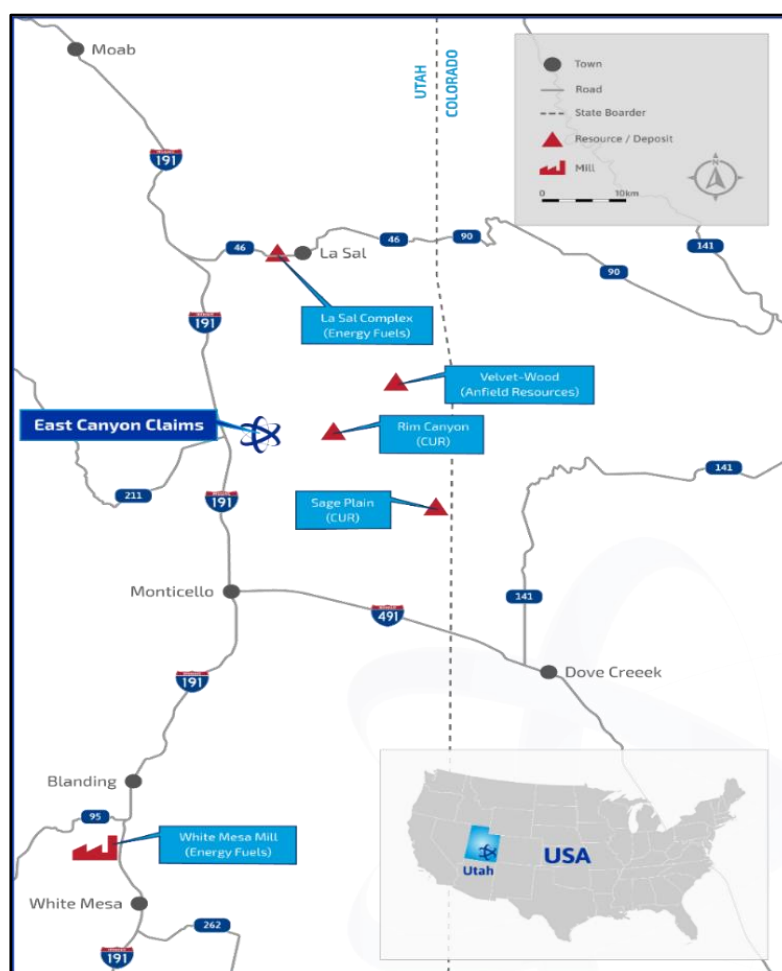 Moab
UTAH
COLORADO
Town
Road
State Boarder
Resource / Deposit
Mill
0 10km
N
191
46
La Sal
46
90
141
90
La Sal Complex
(Energy Fuels)
191
Velvet-Wood
(Anfield Resources)
East Canyon Claims
Rim Canyon
(CUR)
141
211
191
Sage Plain
(CUR)
Monticello
141
491
Dove Creeek
191
Blanding
95
White Mesa Mill
(Energy Fuels)
USA
Utah
White Mesa
262
191